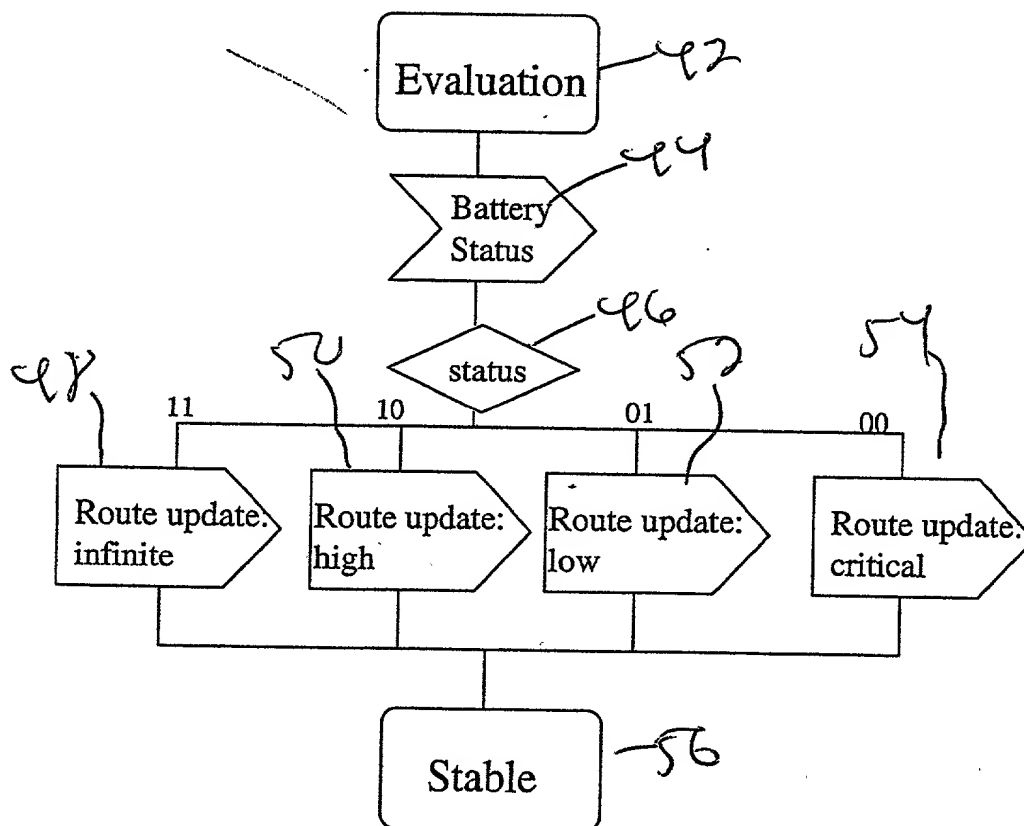 Evaluation
42
Battery
Status
44
status
46
48
50
52
54
11
10
01
00
Route update:
infinite
Route update:
high
Route update:
low
Route update:
critical
Stable
56